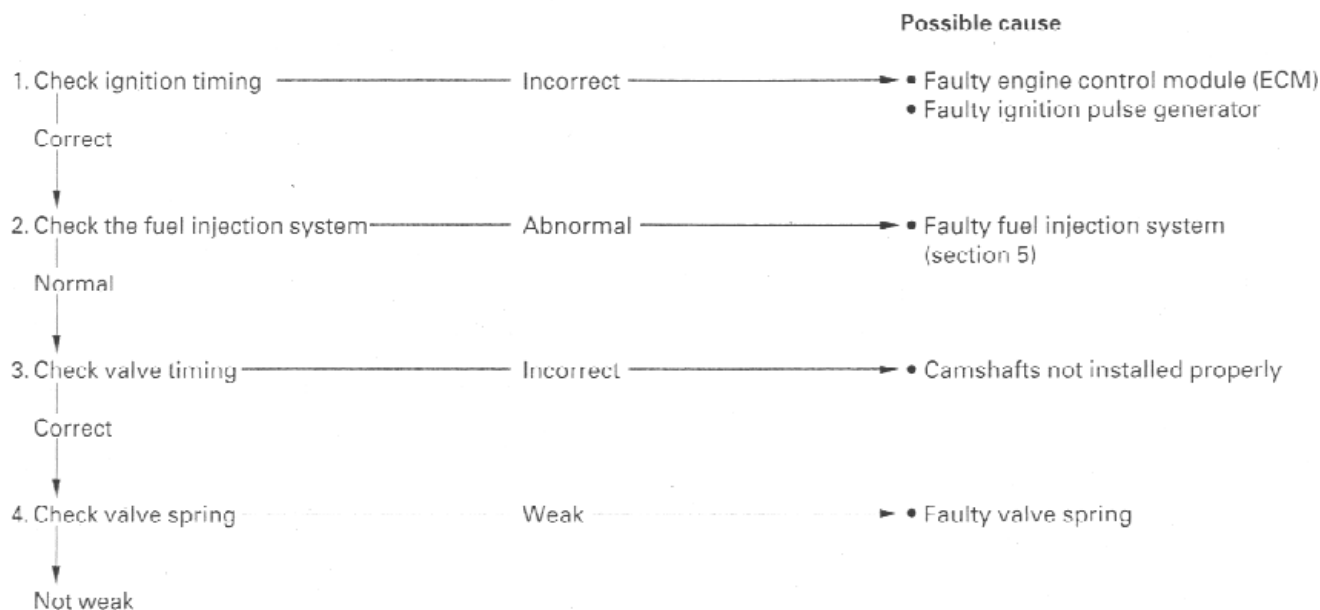 Possible cause
1. Check ignition timing Incorrect • Faulty engine control module (ECM)
• Faulty ignition pulse generator
Correct
2. Check the fuel injection system Abnormal • Faulty fuel injection system
(section 5)
Normal
3. Check valve timing Incorrect • Camshafts not installed properly
Correct
4. Check valve spring Weak • Faulty valve spring
Not weak